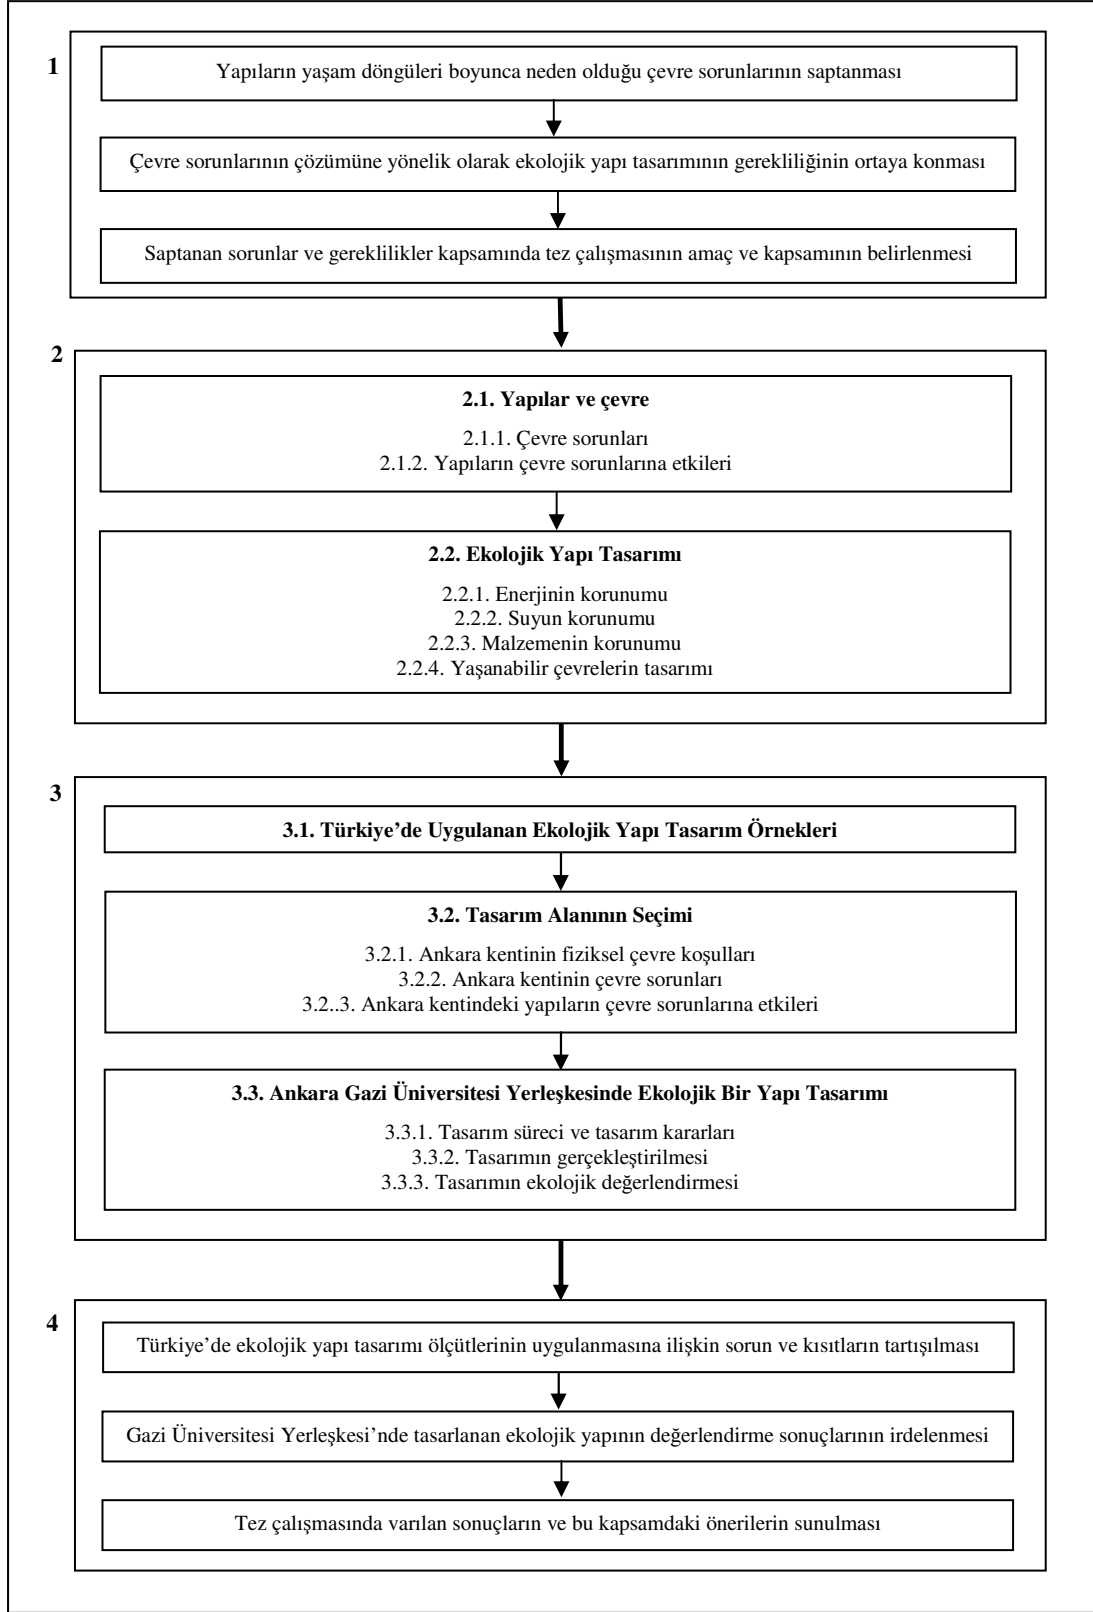 1
Yapıların yaşam döngüleri boyunca neden olduğu çevre sorunlarının saptanması
Çevre sorunlarının çözümüne yönelik olarak ekolojik yapı tasarımının gerekliliğinin ortaya konması
Saptanan sorunlar ve gereklilikler kapsamında tez çalışmasının amaç ve kapsamının belirlenmesi
2
2.1. Yapılar ve çevre
2.1.1. Çevre sorunları
2.1.2. Yapıların çevre sorunlarına etkileri
2.2. Ekolojik Yapı Tasarımı
2.2.1. Enerjinin korunumu
2.2.2. Suyun korunumu
2.2.3. Malzemenin korunumu
2.2.4. Yaşanabilir çevrelerin tasarımı
3
3.1. Türkiye’de Uygulanan Ekolojik Yapı Tasarım Örnekleri
3.2. Tasarım Alanının Seçimi
3.2.1. Ankara kentinin fiziksel çevre koşulları
3.2.2. Ankara kentinin çevre sorunları
3.2..3. Ankara kentindeki yapıların çevre sorunlarına etkileri
3.3. Ankara Gazi Üniversitesi Yerleşkesinde Ekolojik Bir Yapı Tasarımı
3.3.1. Tasarım süreci ve tasarım kararları
3.3.2. Tasarımın gerçekleştirilmesi
3.3.3. Tasarımın ekolojik değerlendirmesi
4
Türkiye’de ekolojik yapı tasarımı ölçütlerinin uygulanmasına ilişkin sorun ve kısıtların tartışılması
Gazi Üniversitesi Yerleşkesi’nde tasarlanan ekolojik yapının değerlendirme sonuçlarının irdelenmesi
Tez çalışmasında varılan sonuçların ve bu kapsamdaki önerilerin sunulması